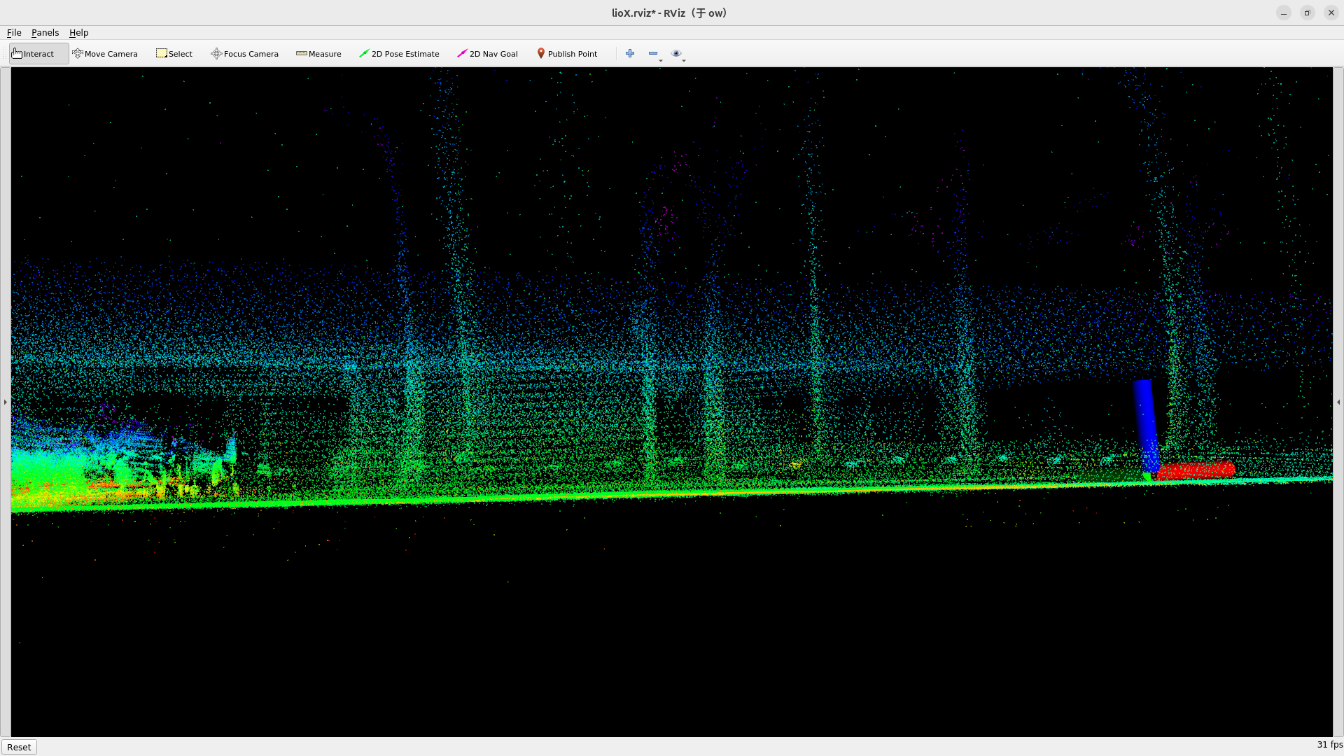 lioX.rviz* - RViz（于 ow）
File Panels Help
Interact Move Camera Select Focus Camera Measure 2D Pose Estimate 2D Nav Goal Publish Point
Reset 31 fps